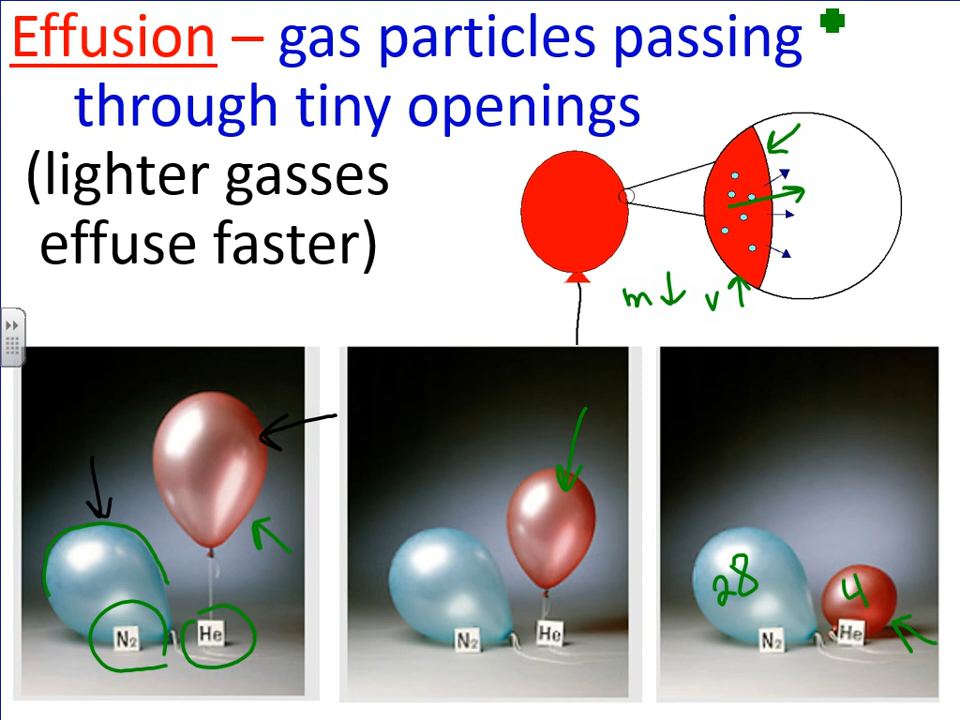 Effusion – gas particles passing
through tiny openings
(lighter gasses
effuse faster)
m↓ v↑
N₂
He
N₂
He
28
4
N₂
He